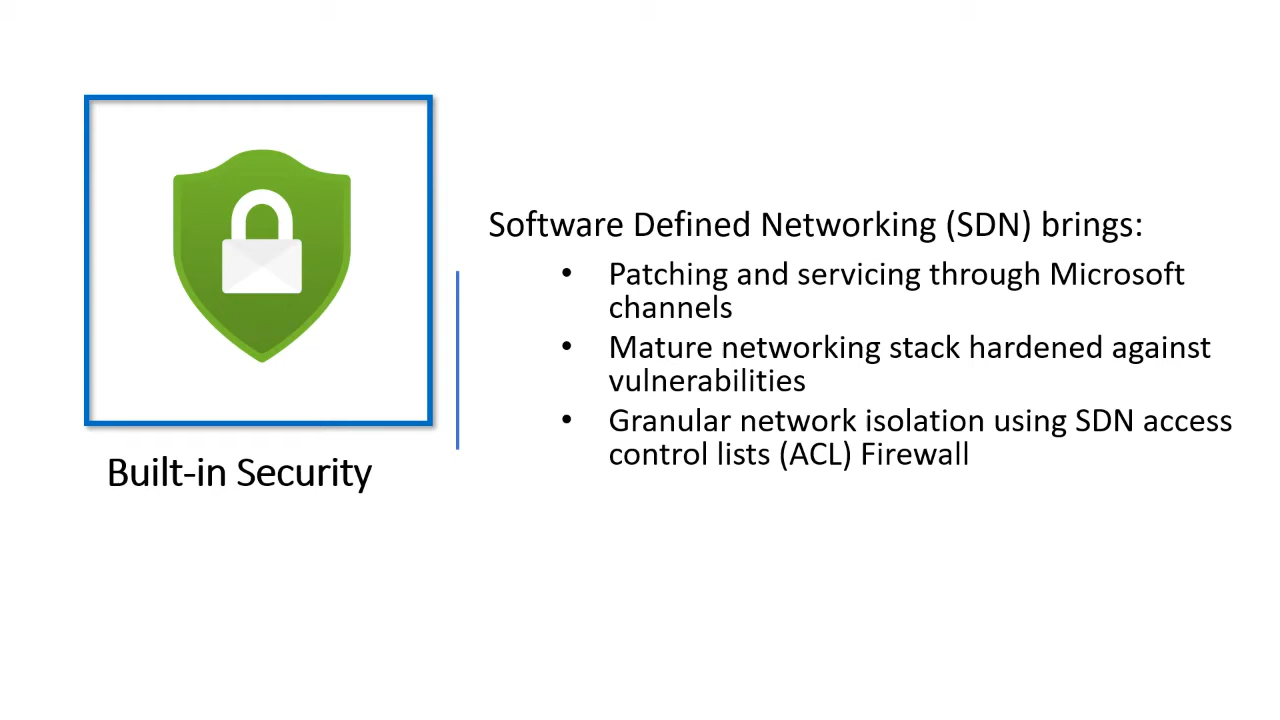 Software Defined Networking (SDN) brings:
• Patching and servicing through Microsoft
channels
• Mature networking stack hardened against
vulnerabilities
• Granular network isolation using SDN access
control lists (ACL) Firewall
Built-in Security